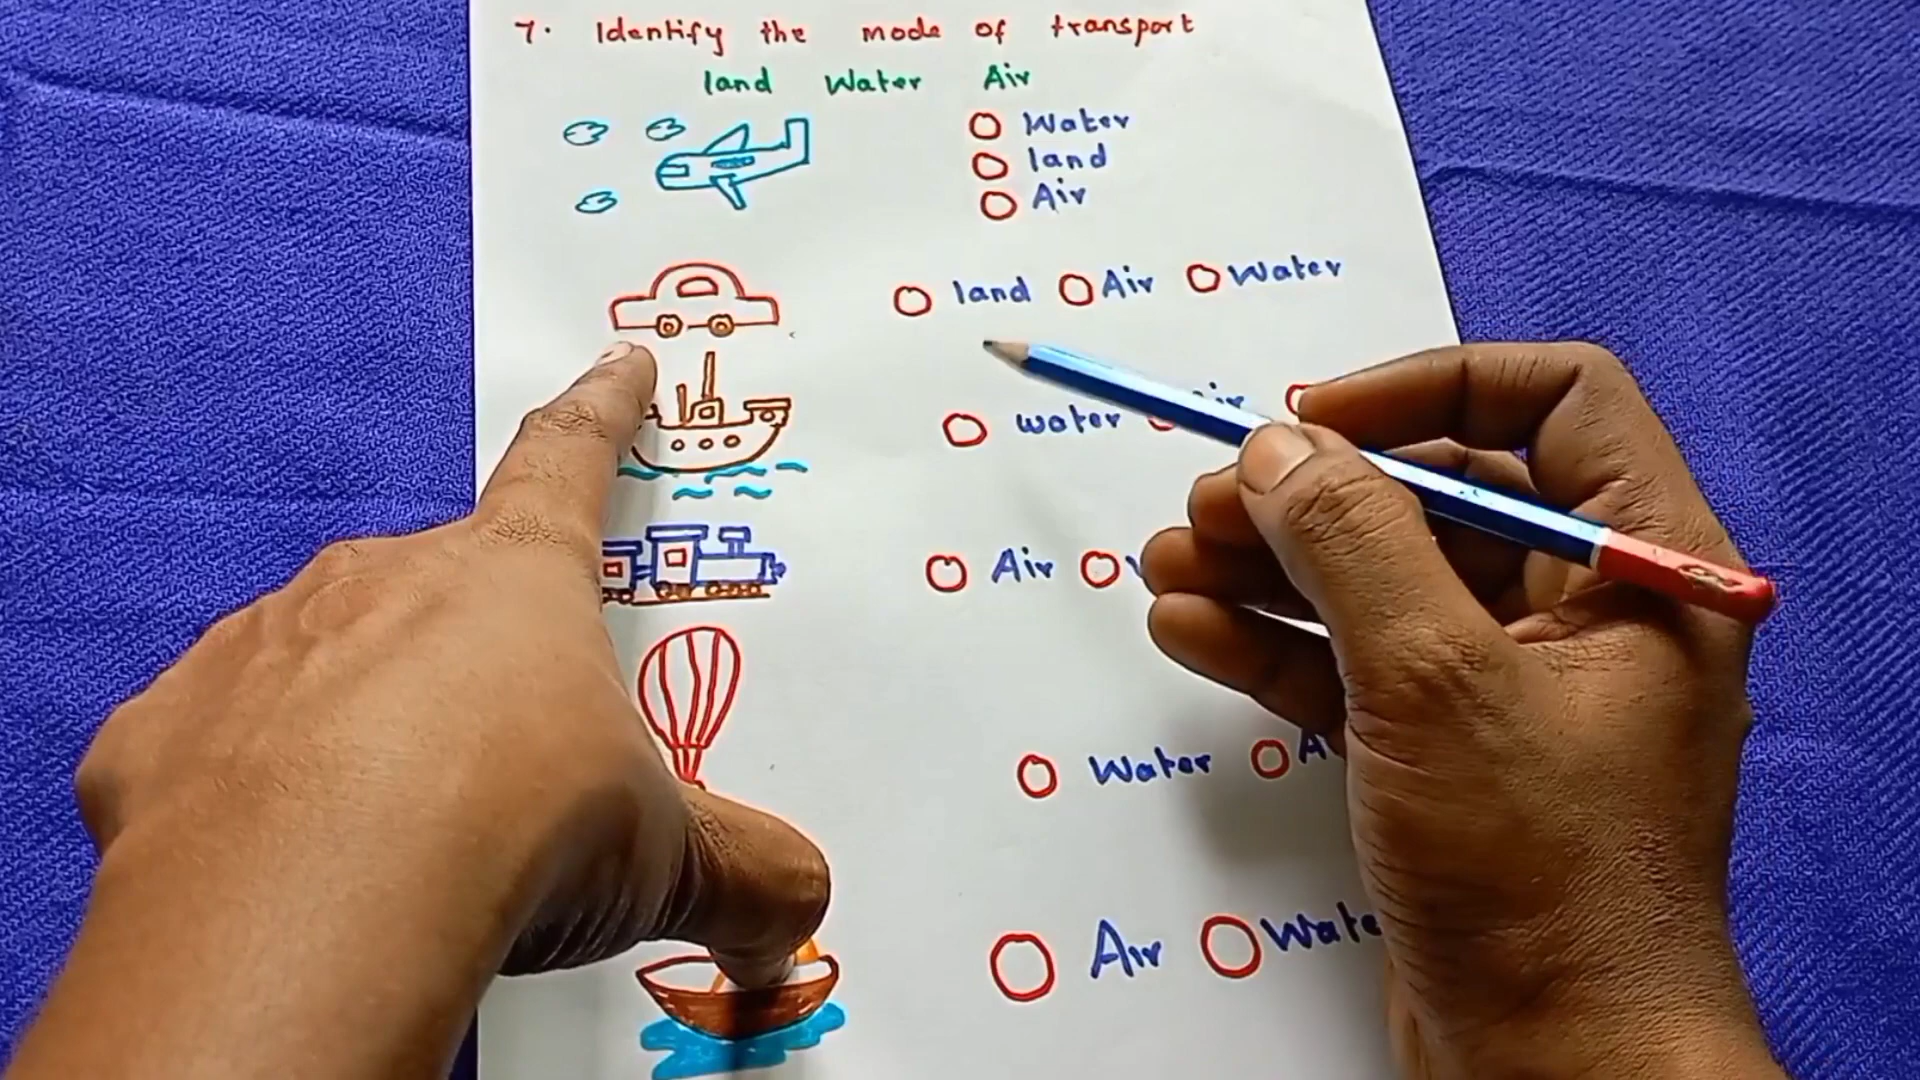 7. Identify the mode of transport
land Water Air
Water
land
Air
land Air Water
water
Air
Water
Air